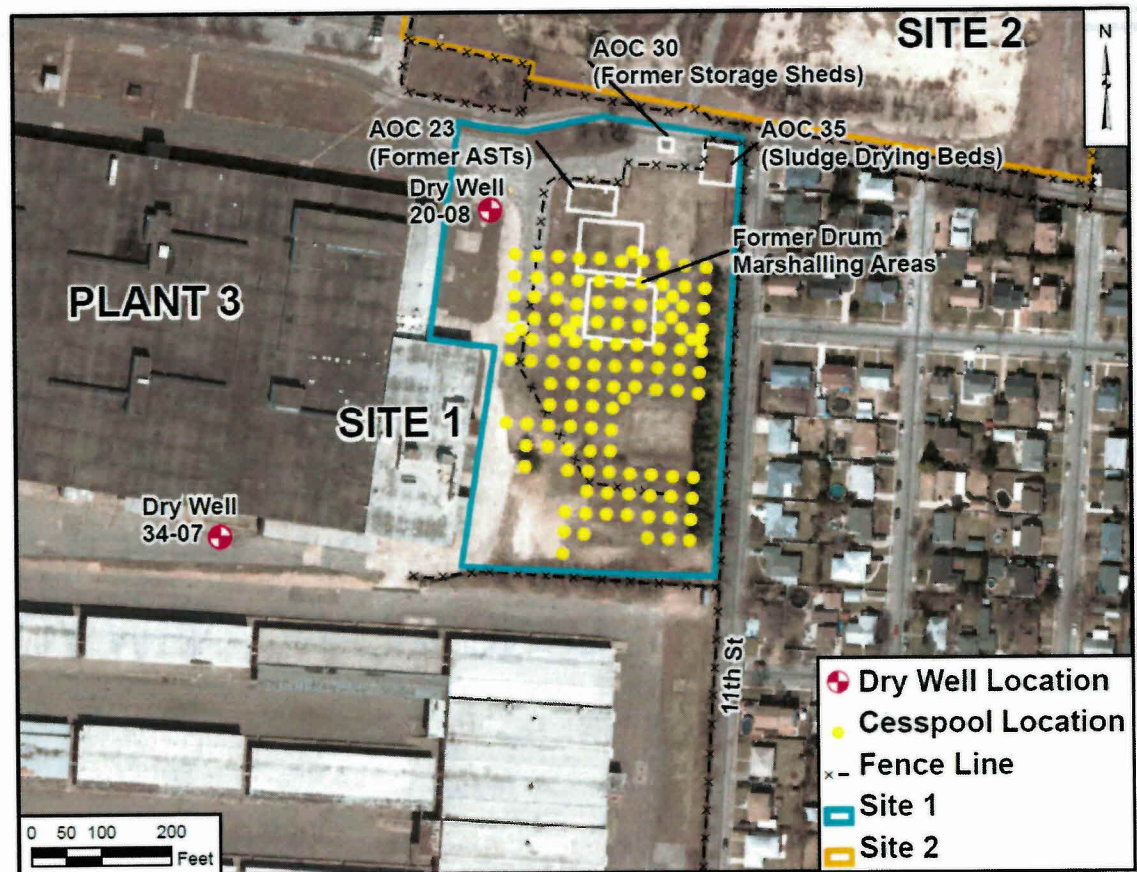 SITE 2
N
AOC 30
(Former Storage Sheds)
AOC 23
(Former ASTs)
AOC 35
(Sludge Drying Beds)
Dry Well
20-08
Former Drum
Marshalling Areas
PLANT 3
SITE 1
Dry Well
34-07
11th St
Dry Well Location
Cesspool Location
Fence Line
Site 1
Site 2
0 50 100 200
Feet